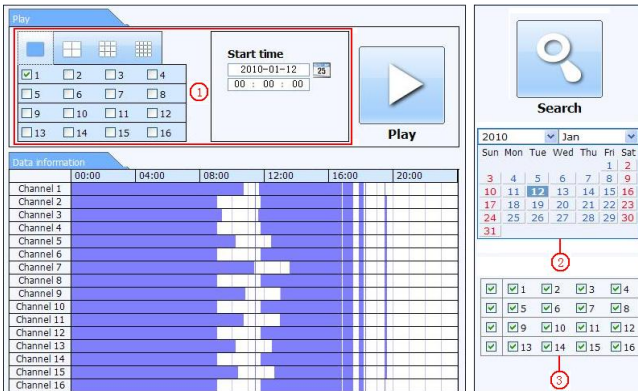 Play
1 2 3 4
5 6 7 8
9 10 11 12
13 14 15 16
1
Start time
2010-01-12 25
00 : 00 : 00
Play
Search
2010 Jan
Sun Mon Tue Wed Thu Fri Sat
1 2
3 4 5 6 7 8 9
10 11 12 13 14 15 16
17 18 19 20 21 22 23
24 25 26 27 28 29 30
31
2
Data information
00:00 04:00 08:00 12:00 16:00 20:00
Channel 1
Channel 2
Channel 3
Channel 4
Channel 5
Channel 6
Channel 7
Channel 8
Channel 9
Channel 10
Channel 11
Channel 12
Channel 13
Channel 14
Channel 15
Channel 16
1 2 3 4
5 6 7 8
9 10 11 12
13 14 15 16
3